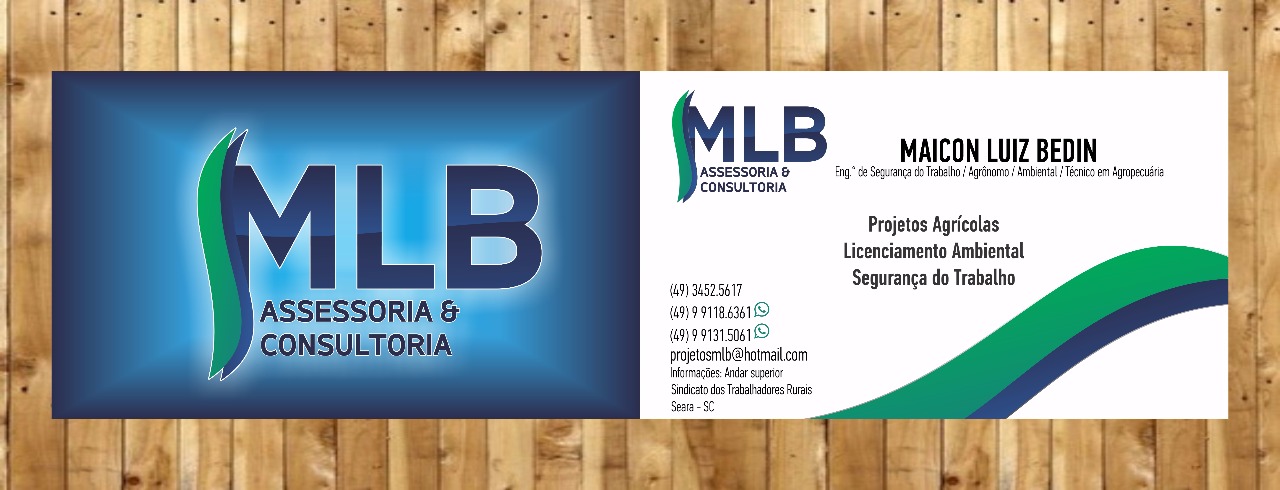 MLB
ASSESSORIA &
CONSULTORIA
MLB
ASSESSORIA &
CONSULTORIA
MAICON LUIZ BEDIN
Eng.° de Segurança do Trabalho / Agrônomo / Ambiental / Técnico em Agropecuária
Projetos Agrícolas
Licenciamento Ambiental
Segurança do Trabalho
(49) 3452.5617
(49) 9 9118.6361
(49) 9 9131.5061
projetosmlb@hotmail.com
Informações: Andar superior
Sindicato dos Trabalhadores Rurais
Seara - SC